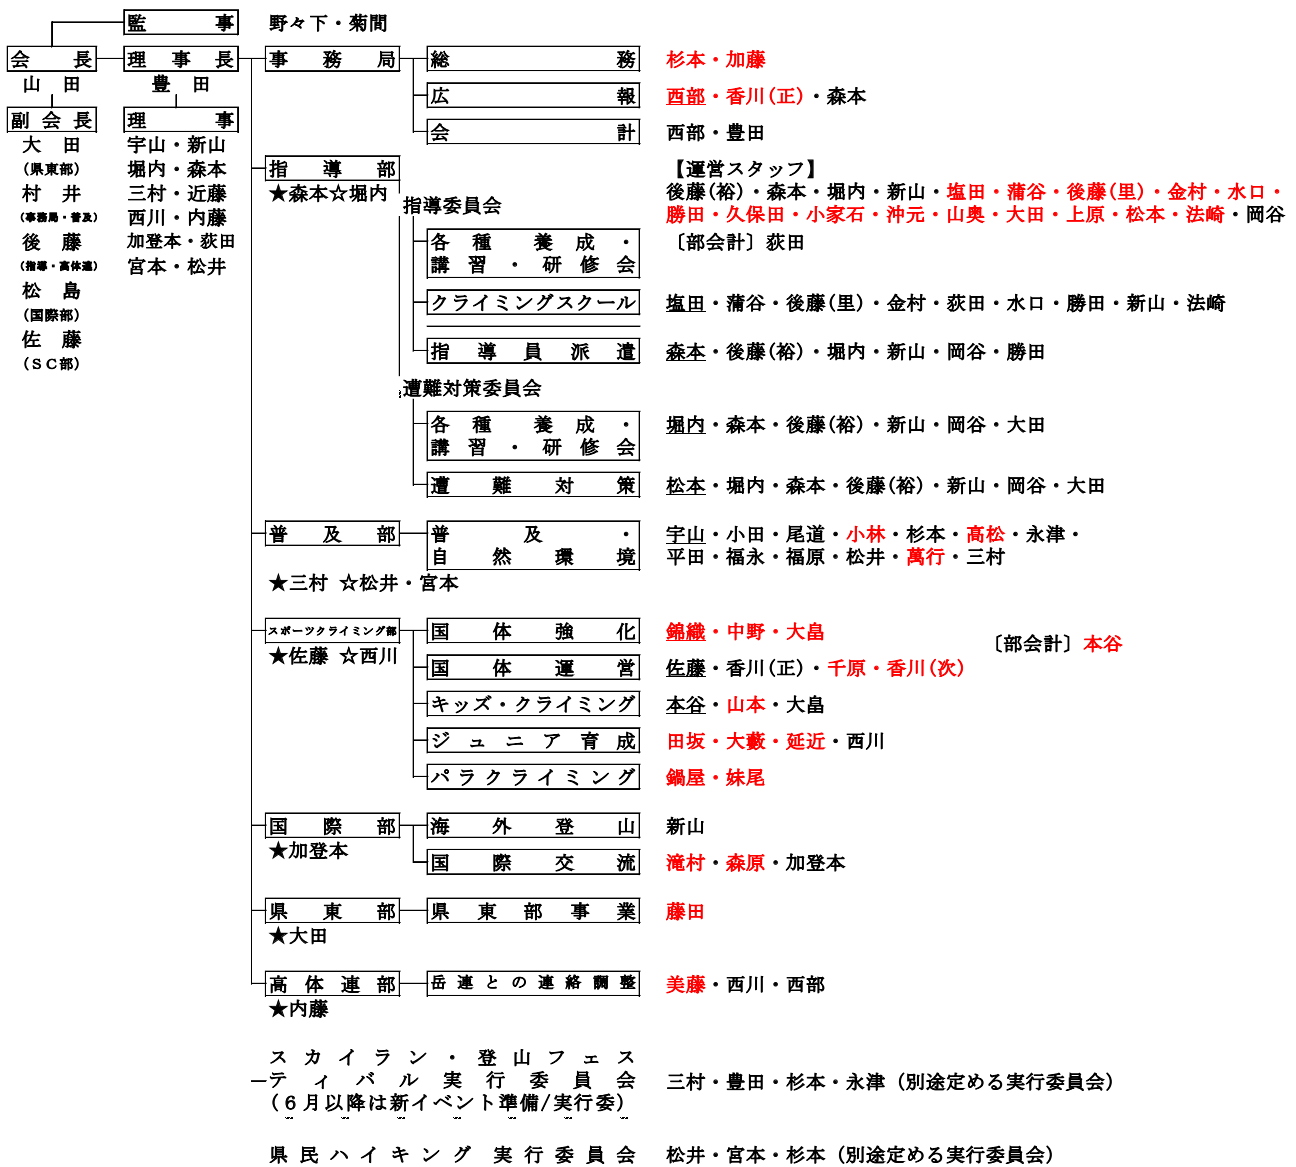 監事 野々下・菊間
会長 理事長 事務局 総務 杉本・加藤
山田 豊田
広報 西部・香川(正)・森本
副会長 理事 会計 西部・豊田
大田 宇山・新山
(県東部) 堀内・森本 指導部 【運営スタッフ】
村井 三村・近藤 ★森本☆堀内 後藤(裕)・森本・堀内・新山・塩田・蒲谷・後藤(里)・金村・水口・
(事務局・普及) 西川・内藤 指導委員会 勝田・久保田・小家石・沖元・山奥・大田・上原・松本・法崎・岡谷
後藤 加登本・荻田 各種養成・ 〔部会計〕荻田
(指導・高体連) 宮本・松井 講習・研修会
松島
(国際部) クライミングスクール 塩田・蒲谷・後藤(里)・金村・荻田・水口・勝田・新山・法崎
佐藤
(SC部) 指導員派遣 森本・後藤(裕)・堀内・新山・岡谷・勝田
遭難対策委員会
各種養成・ 堀内・森本・後藤(裕)・新山・岡谷・大田
講習・研修会
遭難対策 松本・堀内・森本・後藤(裕)・新山・岡谷・大田
普及部 普及・ 宇山・小田・尾道・小林・杉本・高松・永津・
自然環境 平田・福永・福原・松井・萬行・三村
★三村 ☆松井・宮本
スポーツクライミング部 国体強化 錦織・中野・大畠 〔部会計〕本谷
★佐藤 ☆西川 国体運営 佐藤・香川(正)・千原・香川(次)
キッズ・クライミング 本谷・山本・大畠
ジュニア育成 田坂・大藪・延近・西川
パラクライミング 鍋屋・妹尾
国際部 海外登山 新山
★加登本 国際交流 滝村・森原・加登本
県東部 県東部事業 藤田
★大田
高体連部 岳連との連絡調整 美藤・西川・西部
★内藤
スカイラン・登山フェス
ティバル実行委員会 三村・豊田・杉本・永津(別途定める実行委員会)
(6月以降は新イベント準備/実行委)
県民ハイキング実行委員会 松井・宮本・杉本(別途定める実行委員会)